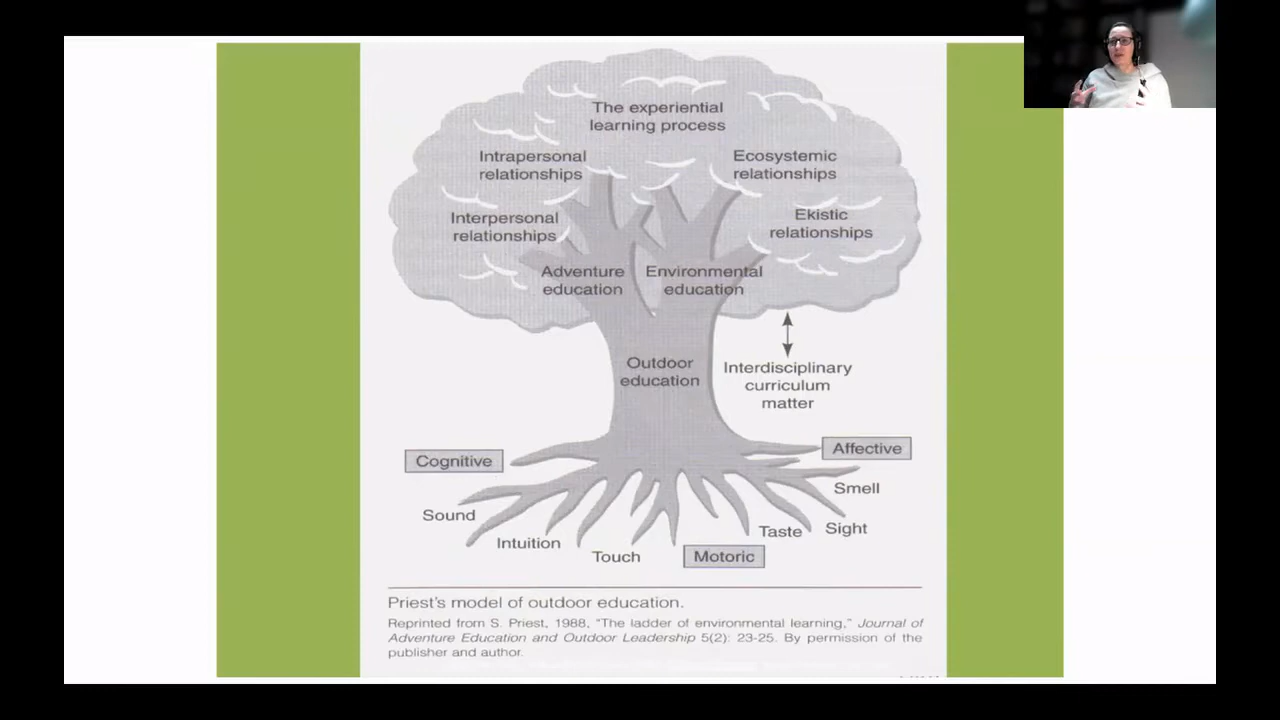 The experiential
learning process
Intrapersonal
relationships
Ecosystemic
relationships
Interpersonal
relationships
Ekistic
relationships
Adventure
education
Environmental
education
Outdoor
education
Interdisciplinary
curriculum
matter
Cognitive
Affective
Smell
Sound
Sight
Taste
Intuition
Touch
Motoric
Priest's model of outdoor education.
Reprinted from S. Priest, 1988, "The ladder of environmental learning," Journal of
Adventure Education and Outdoor Leadership 5(2): 23-25. By permission of the
publisher and author.